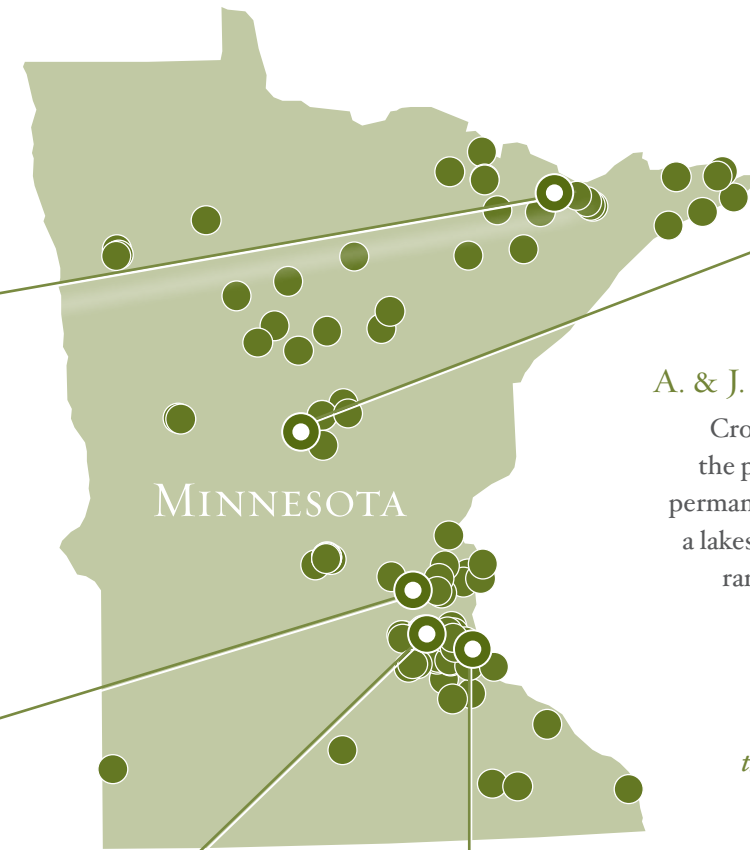 A. & J.
Cro
the p
perman
a lakes
ran
MINNESOTA
t